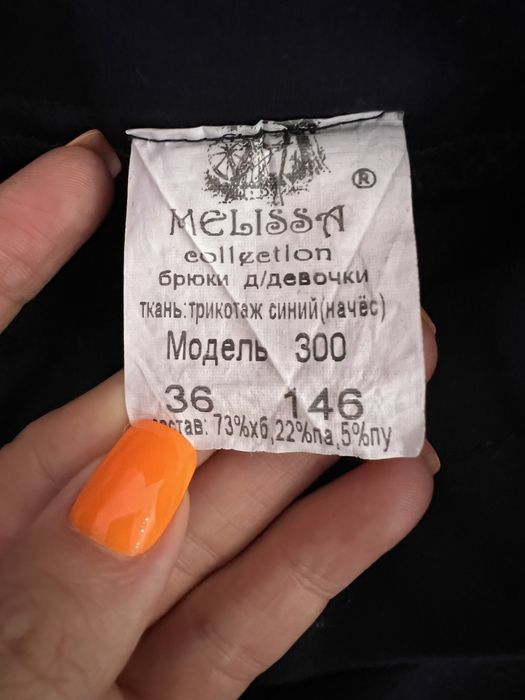 ®
MELISSA
collection
брюки д/девочки
ткань:трикотаж синий(начёс)
Модель 300
36 146
став: 73%хб,22%па,5%пу